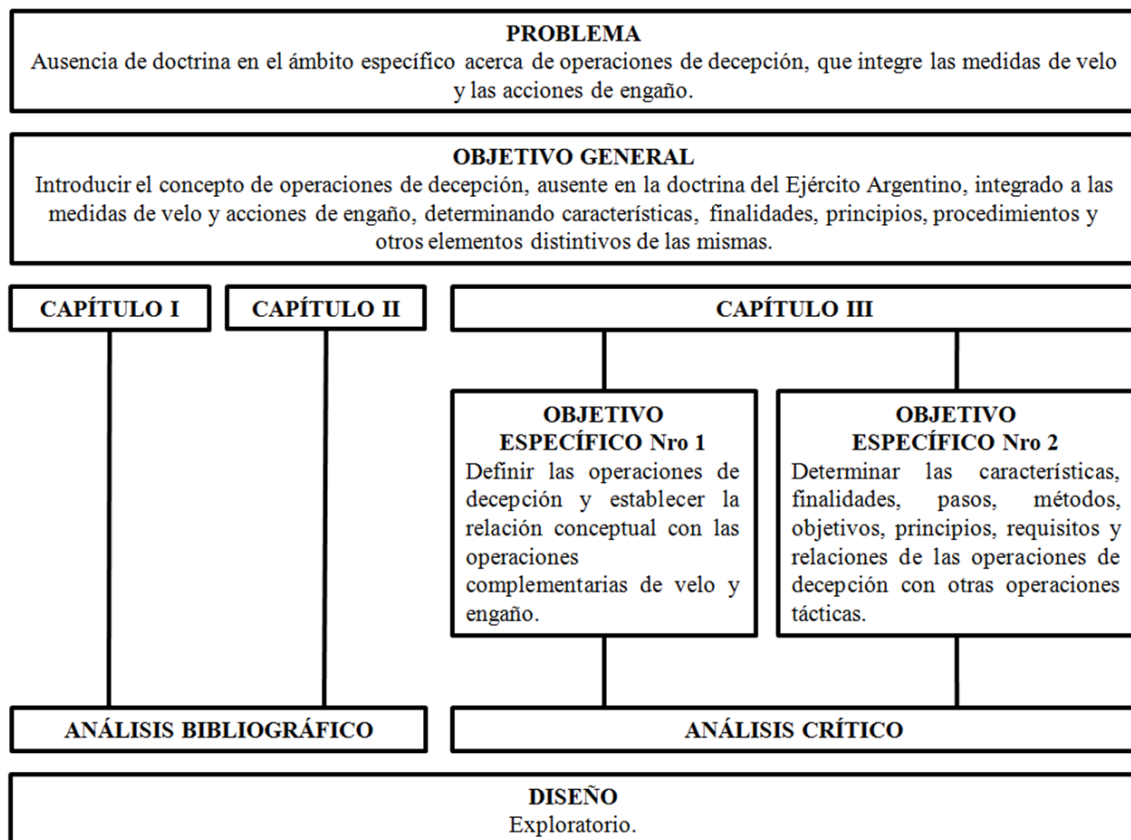 PROBLEMA
Ausencia de doctrina en el ámbito específico acerca de operaciones de decepción, que integre las medidas de velo
y las acciones de engaño.
OBJETIVO GENERAL
Introducir el concepto de operaciones de decepción, ausente en la doctrina del Ejército Argentino, integrado a las
medidas de velo y acciones de engaño, determinando características, finalidades, principios, procedimientos y
otros elementos distintivos de las mismas.
CAPÍTULO I
CAPÍTULO II
CAPÍTULO III
OBJETIVO
ESPECÍFICO Nro 1
Definir las operaciones de
decepción y establecer la
relación conceptual con las
operaciones
complementarias de velo y
engaño.
OBJETIVO
ESPECÍFICO Nro 2
Determinar las características,
finalidades, pasos, métodos,
objetivos, principios, requisitos y
relaciones de las operaciones de
decepción con otras operaciones
tácticas.
ANÁLISIS BIBLIOGRÁFICO
ANÁLISIS CRÍTICO
DISEÑO
Exploratorio.